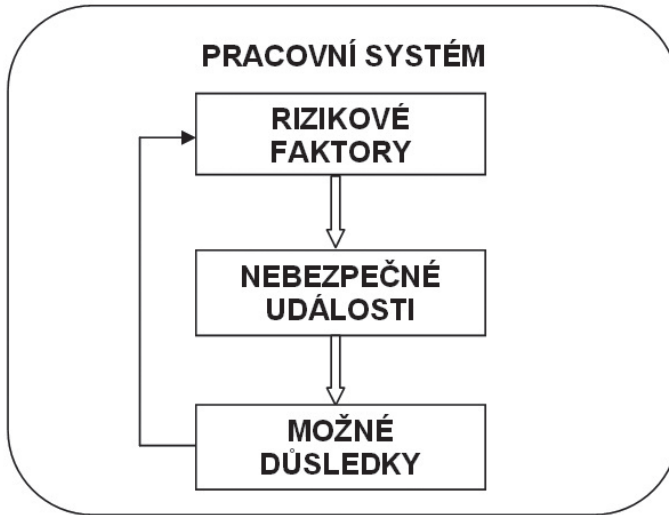 PRACOVNÍ SYSTÉM
RIZIKOVÉ
FAKTORY
NEBEZPEČNÉ
UDÁLOSTI
MOŽNÉ
DŮSLEDKY